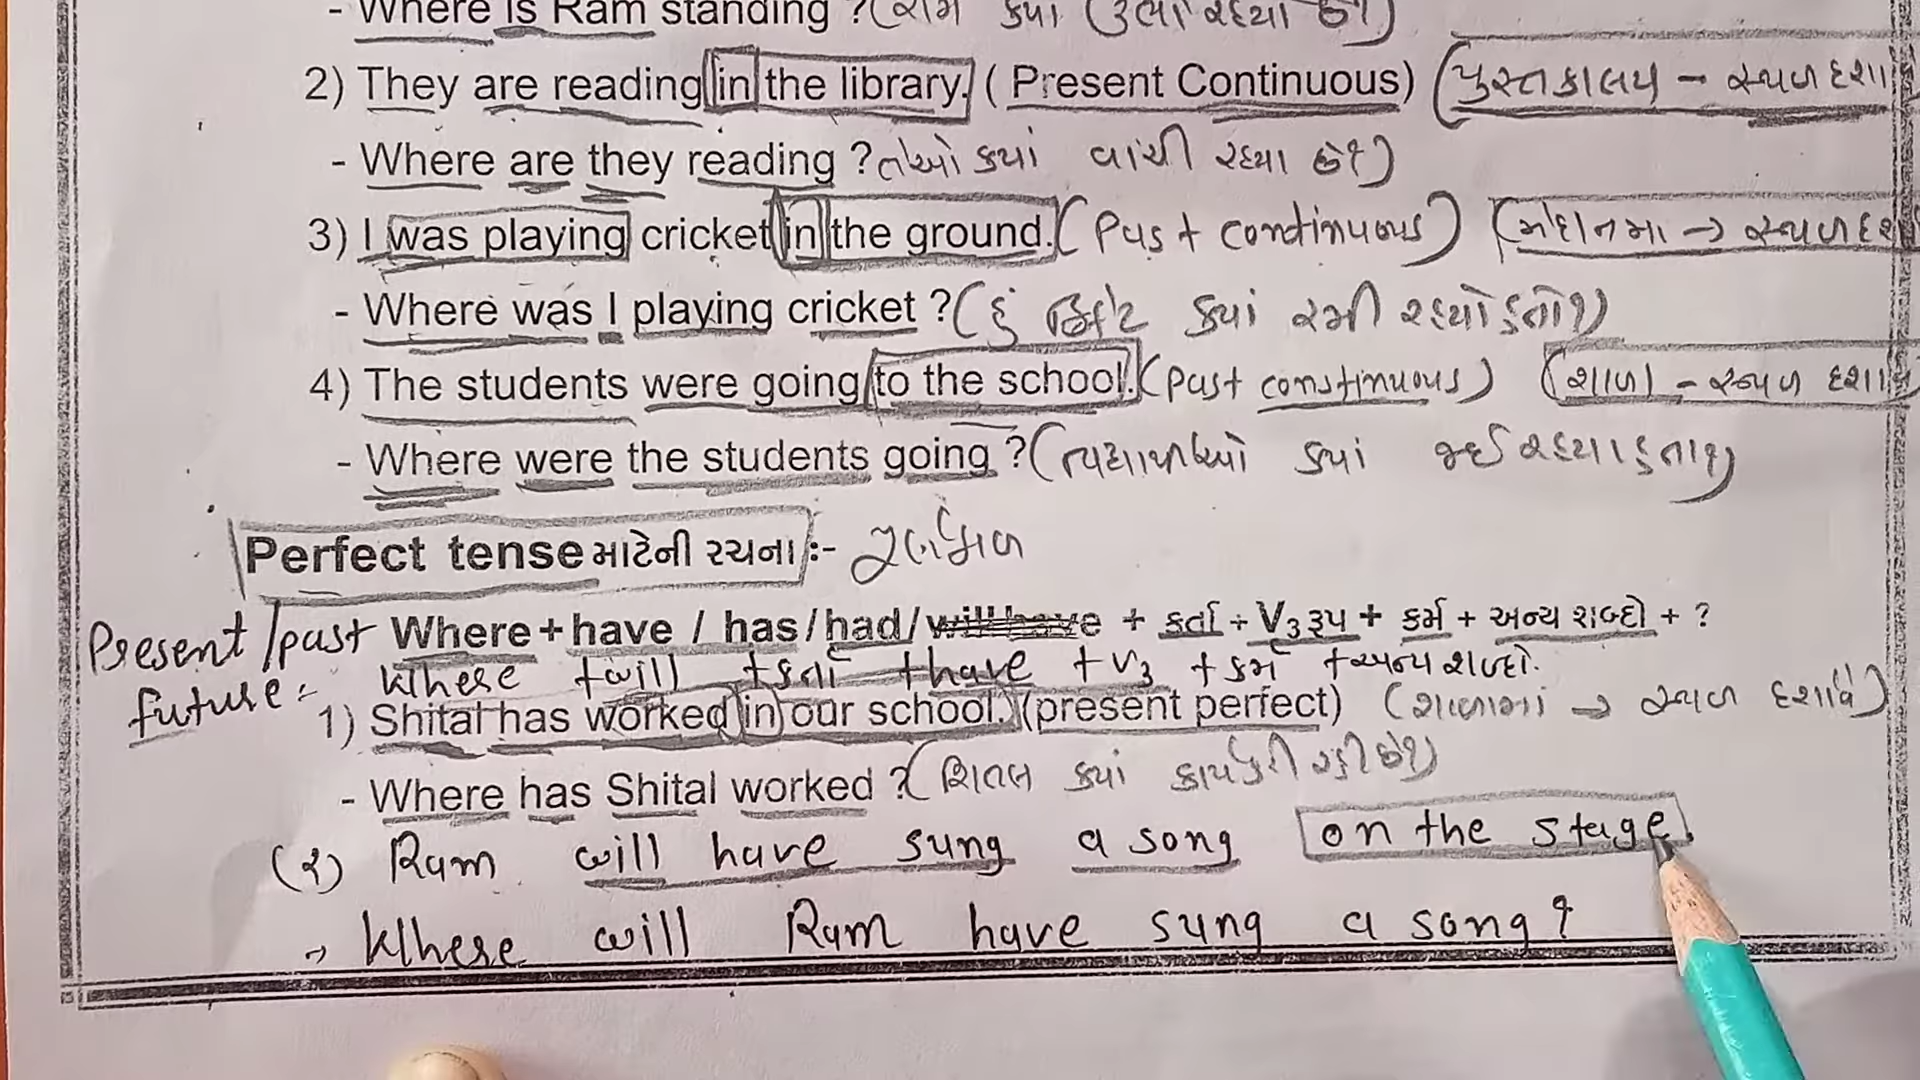 - Where is Ram standing ? (રામ ક્યાં ઉભો રહ્યો છે?)
2) They are reading in the library. ( Present Continuous) (પુસ્તકાલય - સ્થળ દર્શા
- Where are they reading ? તેઓ ક્યાં વાંચી રહ્યા છે?)
3) I was playing cricket in the ground. (Past continuous) (મેદાનમાં → સ્થળ દર્શા
- Where was I playing cricket ? (હું ક્રિકેટ ક્યાં રમી રહ્યો હતો?)
4) The students were going to the school. (Past constinuous) (શાળા - સ્થળ દર્શા
- Where were the students going ? ક્યાં જઈ રહ્યા હતા?)
Perfect tense માટેની રચના :-
Present / past Where + have / has / had / + કર્તા + V3 રૂપ + કર્મ + અન્ય શબ્દો + ?
future :- Where + will + કર્તા + have + V3 + કર્મ + અન્ય શબ્દો.
1) Shital has worked in our school. (present perfect) (શાળામાં → સ્થળ દર્શાવે)
- Where has Shital worked ? (શિતલ ક્યાં કાર્ય કરી રહી છે?)
(૨) Ram will have sung a song on the stage.
→ Where will Ram have sung a song?